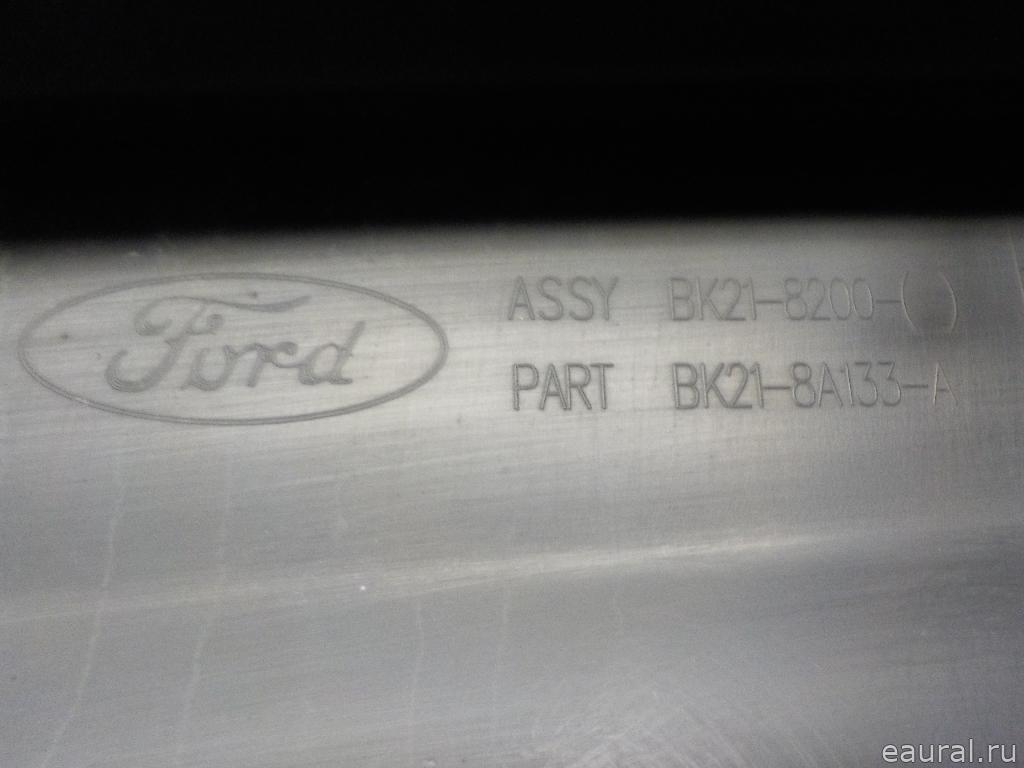 Ford
ASSY BK21-8200-( )
PART BK21-8A133-A
eaural.ru